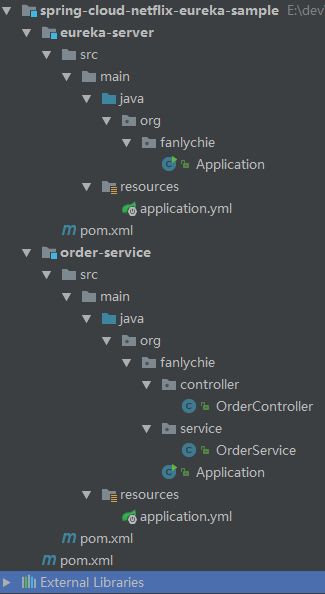 spring-cloud-netflix-eureka-sample E:\dev
eureka-server
src
main
java
org
fanlychie
Application
resources
application.yml
pom.xml
order-service
src
main
java
org
fanlychie
controller
OrderController
service
OrderService
Application
resources
application.yml
pom.xml
pom.xml
External Libraries